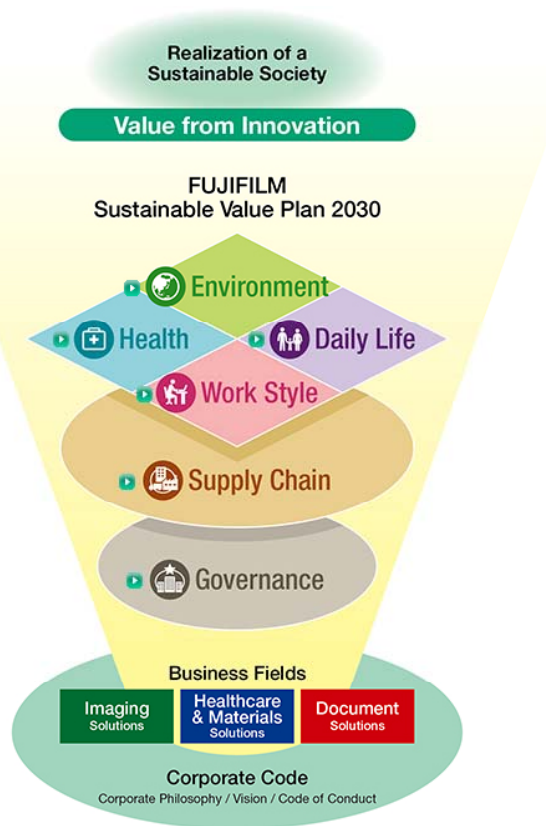 Realization of a
Sustainable Society
Value from Innovation
FUJIFILM
Sustainable Value Plan 2030
Environment
Health
Daily Life
Work Style
Supply Chain
Governance
Business Fields
Imaging
Solutions
Healthcare
& Materials
Solutions
Document
Solutions
Corporate Code
Corporate Philosophy / Vision / Code of Conduct